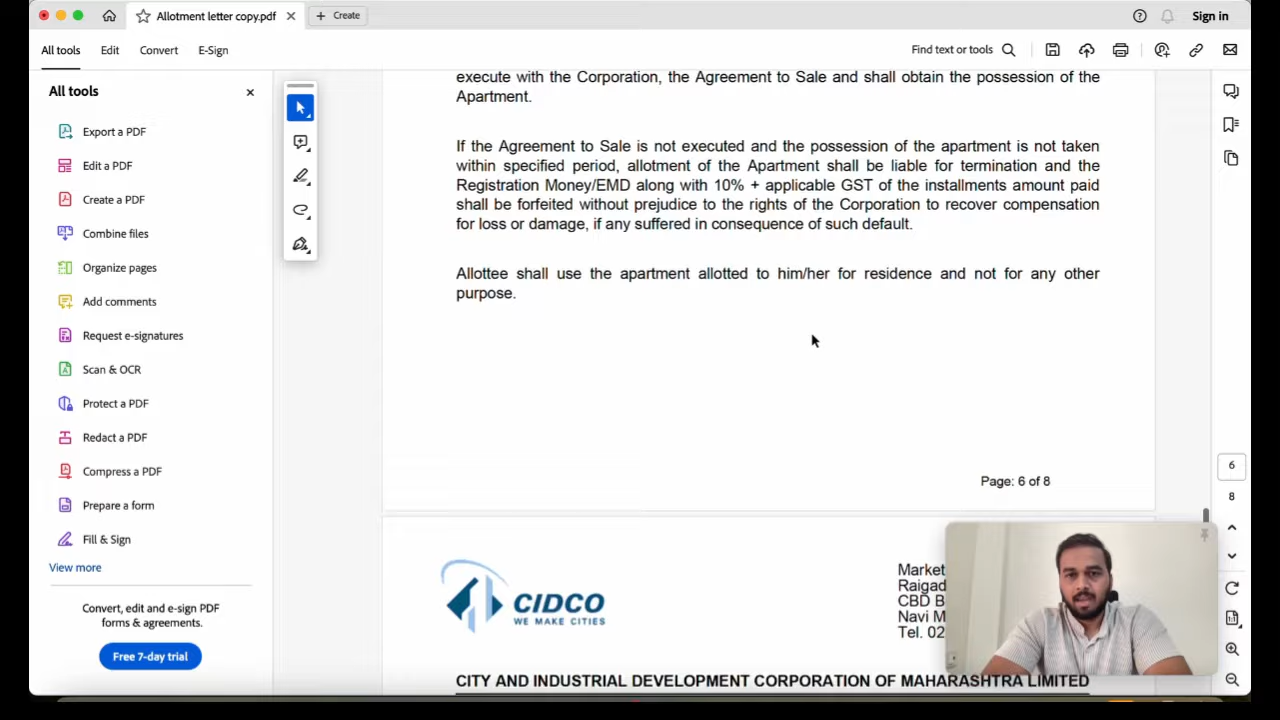 Allotment letter copy.pdf
Create
Sign in
All tools
Edit
Convert
E-Sign
Find text or tools
All tools
Export a PDF
Edit a PDF
Create a PDF
Combine files
Organize pages
Add comments
Request e-signatures
Scan & OCR
Protect a PDF
Redact a PDF
Compress a PDF
Prepare a form
Fill & Sign
View more
Convert, edit and e-sign PDF
forms & agreements.
Free 7-day trial
execute with the Corporation, the Agreement to Sale and shall obtain the possession of the
Apartment.
If the Agreement to Sale is not executed and the possession of the apartment is not taken
within specified period, allotment of the Apartment shall be liable for termination and the
Registration Money/EMD along with 10% + applicable GST of the installments amount paid
shall be forfeited without prejudice to the rights of the Corporation to recover compensation
for loss or damage, if any suffered in consequence of such default.
Allottee shall use the apartment allotted to him/her for residence and not for any other
purpose.
Page: 6 of 8
6
8
CIDCO
WE MAKE CITIES
Market
Raigad
CBD B
Navi M
Tel. 02
CITY AND INDUSTRIAL DEVELOPMENT CORPORATION OF MAHARASHTRA LIMITED